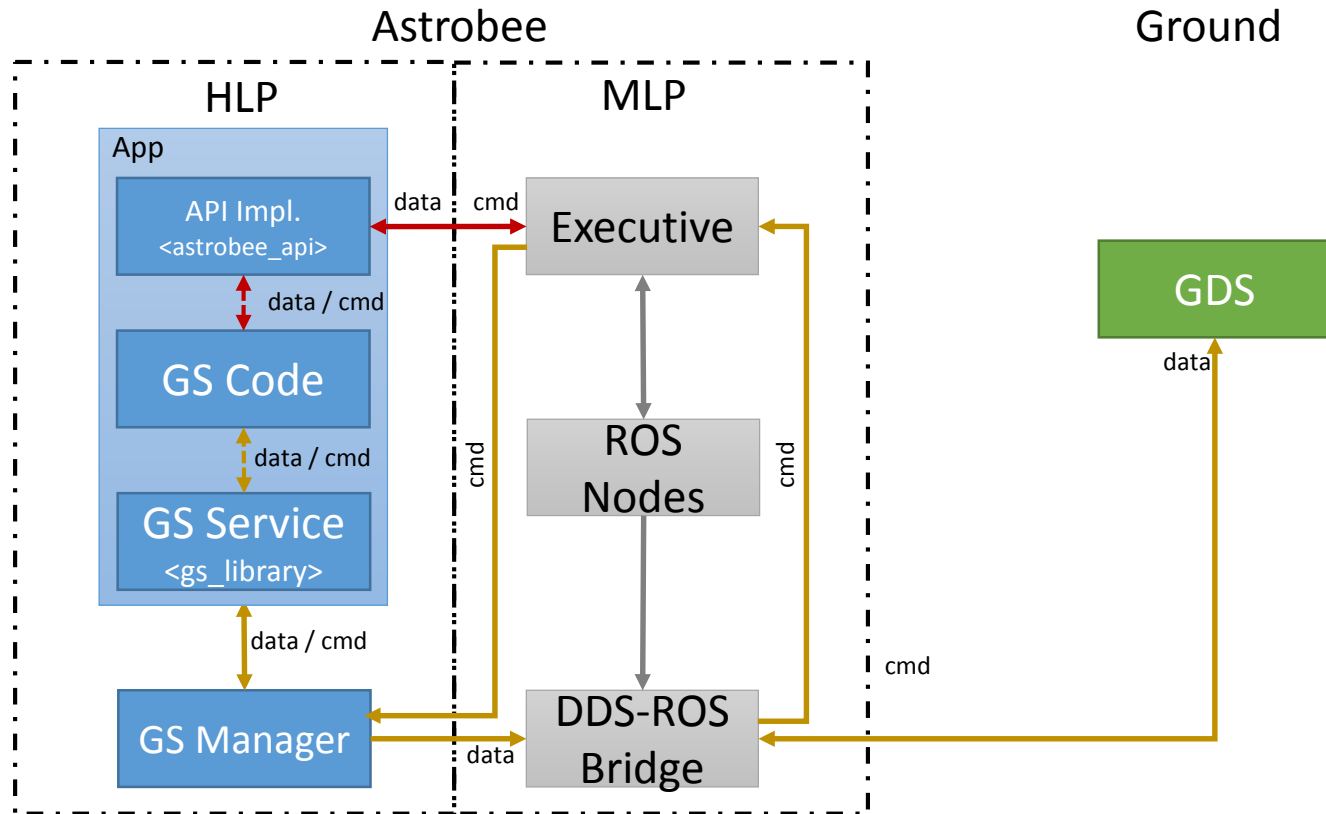 Astrobee
Ground
HLP
MLP
App
API Impl.
<astrobee_api>
data
cmd
Executive
data / cmd
GDS
data
GS Code
data / cmd
cmd
ROS
Nodes
cmd
GS Service
<gs_library>
data / cmd
cmd
GS Manager
data
DDS-ROS
Bridge